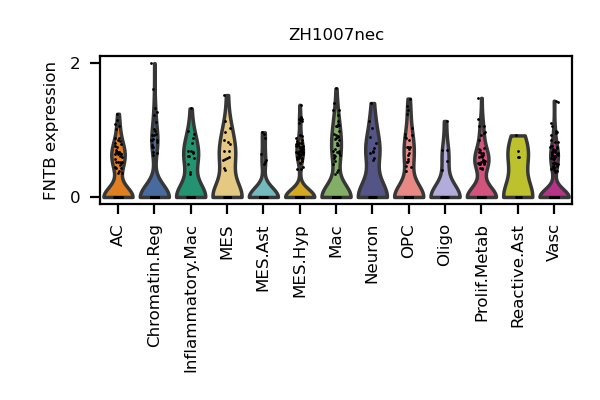 ZH1007nec
FNTB expression
2
0
AC
Chromatin.Reg
Inflammatory.Mac
MES
MES.Ast
MES.Hyp
Mac
Neuron
OPC
Oligo
Prolif.Metab
Reactive.Ast
Vasc